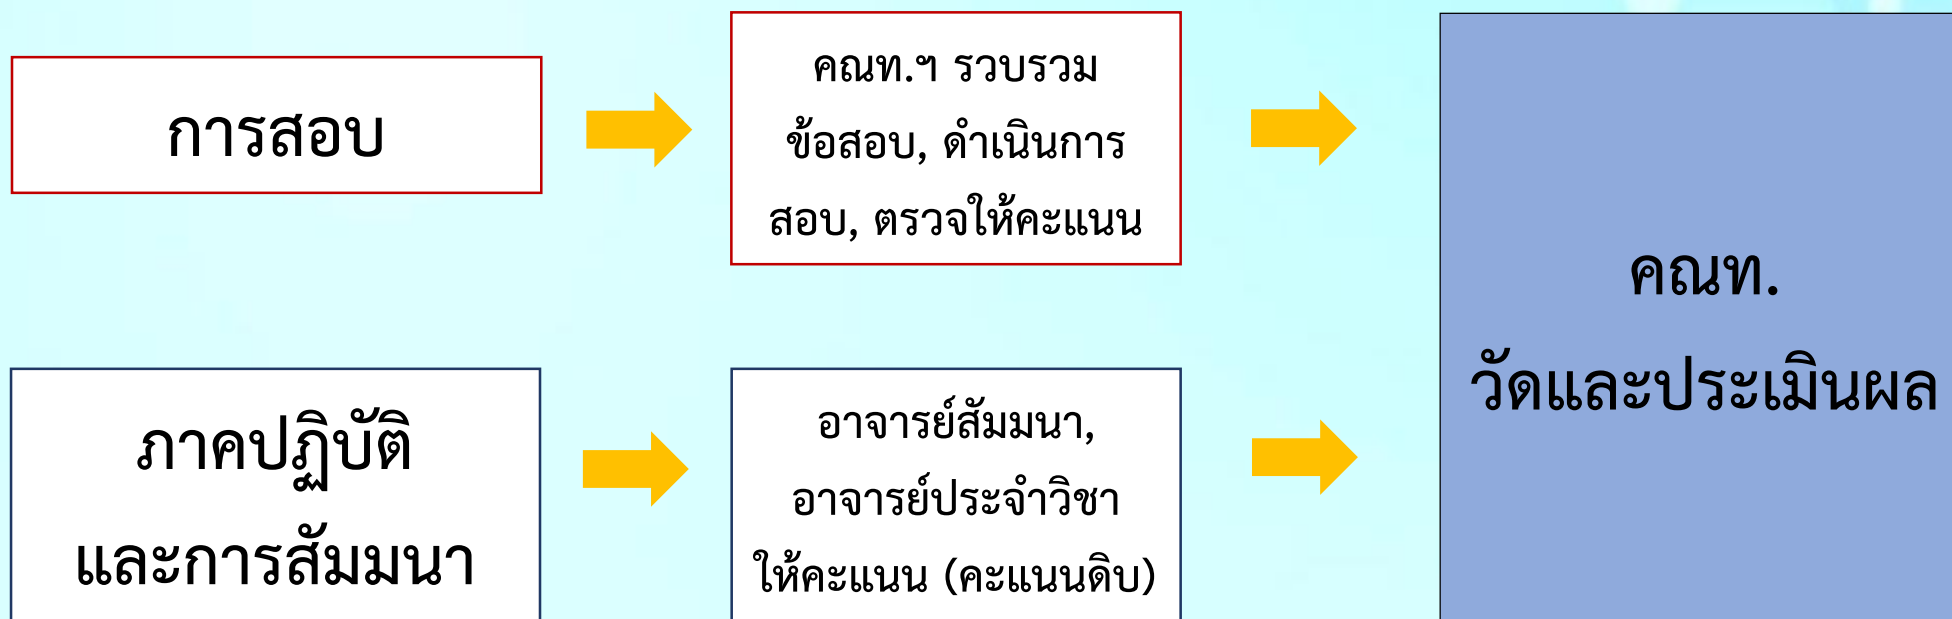 การสอบ
คณท.ฯ รวบรวม
ข้อสอบ, ดำเนินการ
สอบ, ตรวจให้คะแนน
ภาคปฏิบัติ
และการสัมมนา
อาจารย์สัมมนา,
อาจารย์ประจำวิชา
ให้คะแนน (คะแนนดิบ)
คณท.
วัดและประเมินผล